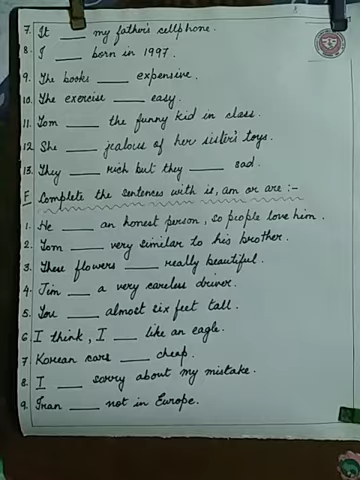 7. It ___ my father's cellphone.
8. I ___ born in 1997.
9. The books ___ expensive.
10. The exercise ___ easy.
11. Tom ___ the funny kid in class.
12. She ___ jealous of her sister's toys.
13. They ___ rich but they ___ sad.
F Complete the sentences with is, am or are :-
1. He ___ an honest person, so people love him.
2. Tom ___ very similar to his brother.
3. These flowers ___ really beautiful.
4. Jim ___ a very careless driver.
5. You ___ almost six feet tall.
6 I think, I ___ like an eagle.
7 Korean cars ___ cheap.
8. I ___ sorry about my mistake.
9. Iran ___ not in Europe.